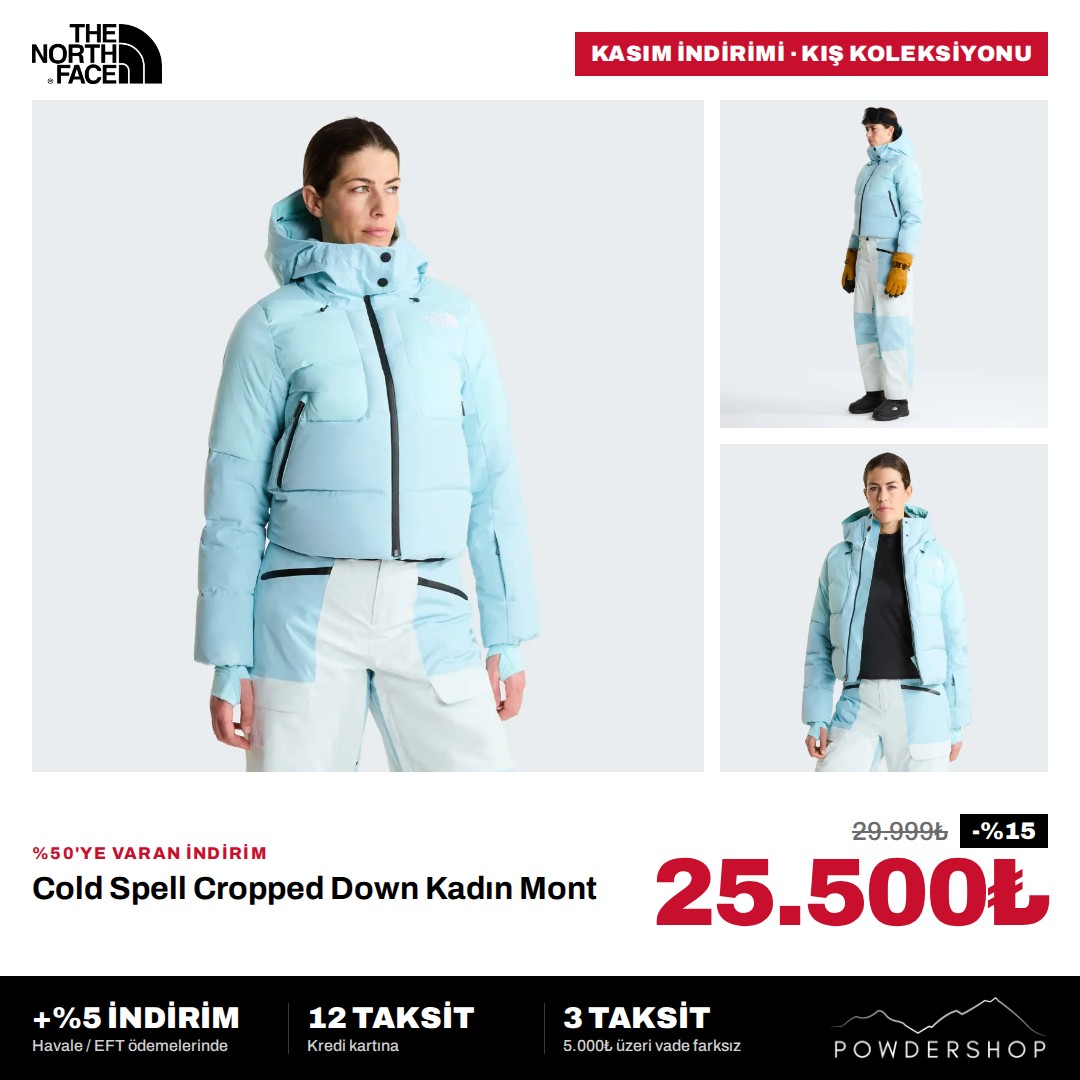 THE
NORTH
FACE
KASIM İNDİRİMİ · KIŞ KOLEKSİYONU
29.999₺ -%15
%50'YE VARAN İNDİRİM
Cold Spell Cropped Down Kadın Mont
25.500₺
+%5 İNDİRİM
Havale / EFT ödemelerinde
12 TAKSİT
Kredi kartına
3 TAKSİT
5.000₺ üzeri vade farksız
POWDERSHOP